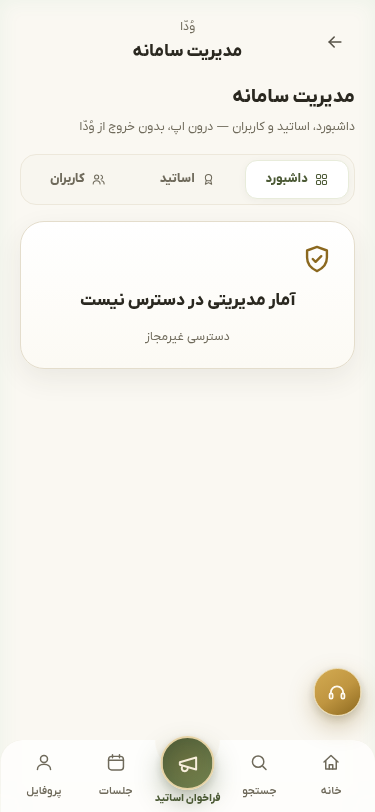 وُدّا
مدیریت سامانه
مدیریت سامانه
داشبورد، اساتید و کاربران — درون اپ، بدون خروج از وُدّا
داشبورد
اساتید
کاربران
آمار مدیریتی در دسترس نیست
دسترسی غیرمجاز
خانه
جستجو
فراخوان اساتید
جلسات
پروفایل